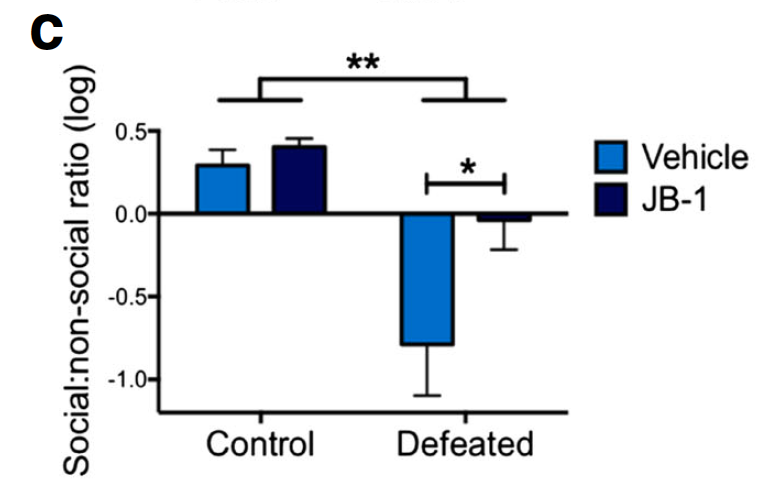 C
**
Social:non-social ratio (log)
0.5
0.0
-0.5
-1.0
*
Vehicle
JB-1
Control
Defeated